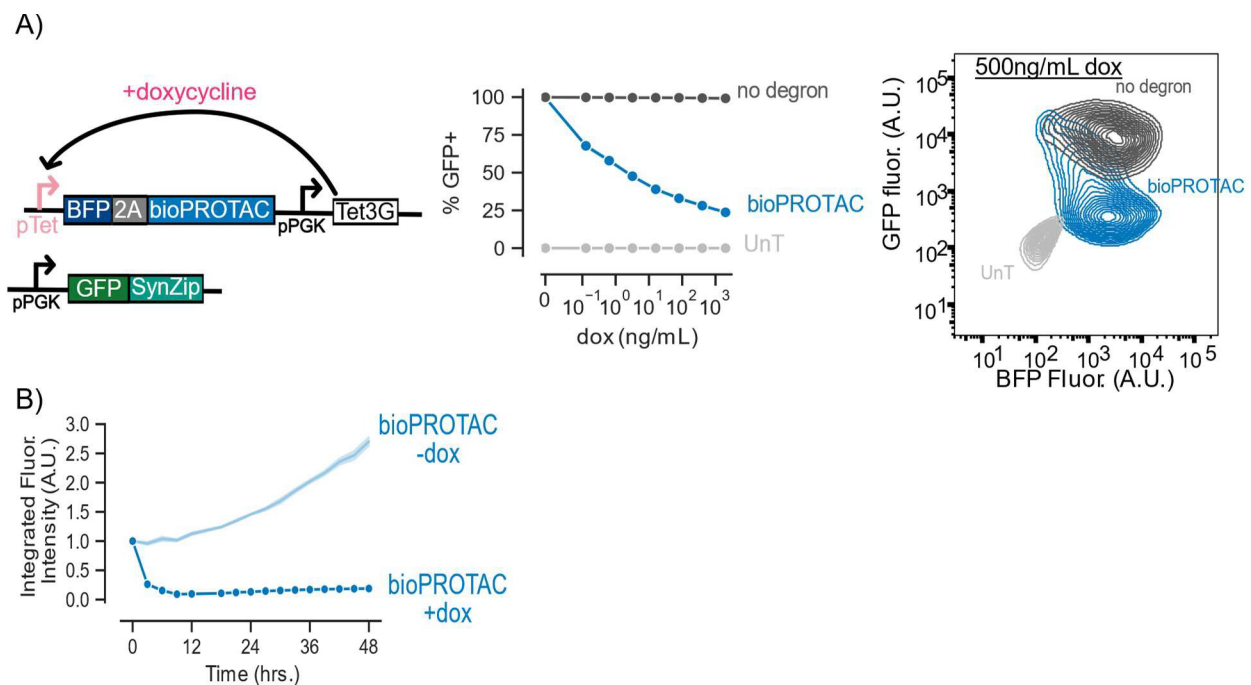 A)
+doxycycline
pTet
BFP 2A bioPROTAC
pPGK
Tet3G
pPGK
GFP SynZip
% GFP+
100
75
50
25
0
no degron
bioPROTAC
UnT
0 10⁻¹ 10⁰ 10¹ 10² 10³
dox (ng/mL)
500ng/mL dox
no degron
bioPROTAC
UnT
GFP fluor. (A.U.)
10⁵
10⁴
10³
10²
10¹
10¹ 10² 10³ 10⁴ 10⁵
BFP Fluor. (A.U.)
B)
Integrated Fluor.
Intensity (A.U.)
3.0
2.5
2.0
1.5
1.0
0.5
0.0
bioPROTAC
-dox
bioPROTAC
+dox
0 12 24 36 48
Time (hrs.)